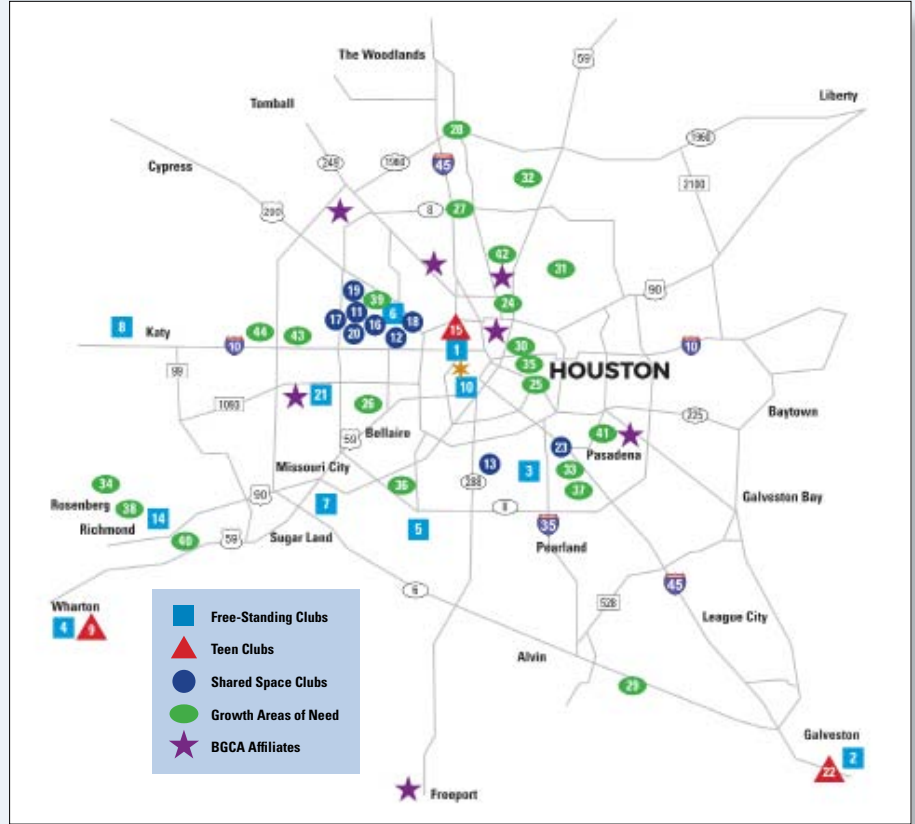 The Woodlands
59
Liberty
Tomball
28
1960
Cypress
249
1960
45
32
2100
290
8
27
42
31
90
19
39
24
11
6
17
16
18
15
8
Katy
44
43
20
12
30
10
1
35
HOUSTON
10
99
10
25
21
1093
26
225
Baytown
Bellaire
59
41
23
Pasadena
Missouri City
13
3
33
34
36
288
37
Rosenberg
90
Galveston Bay
38
7
8
14
Richmond
5
35
40
59
Sugar Land
Pearland
45
6
528
Wharton
4
9
Free-Standing Clubs
League City
Teen Clubs
Alvin
Shared Space Clubs
29
Growth Areas of Need
BGCA Affiliates
Galveston
2
22
Freeport